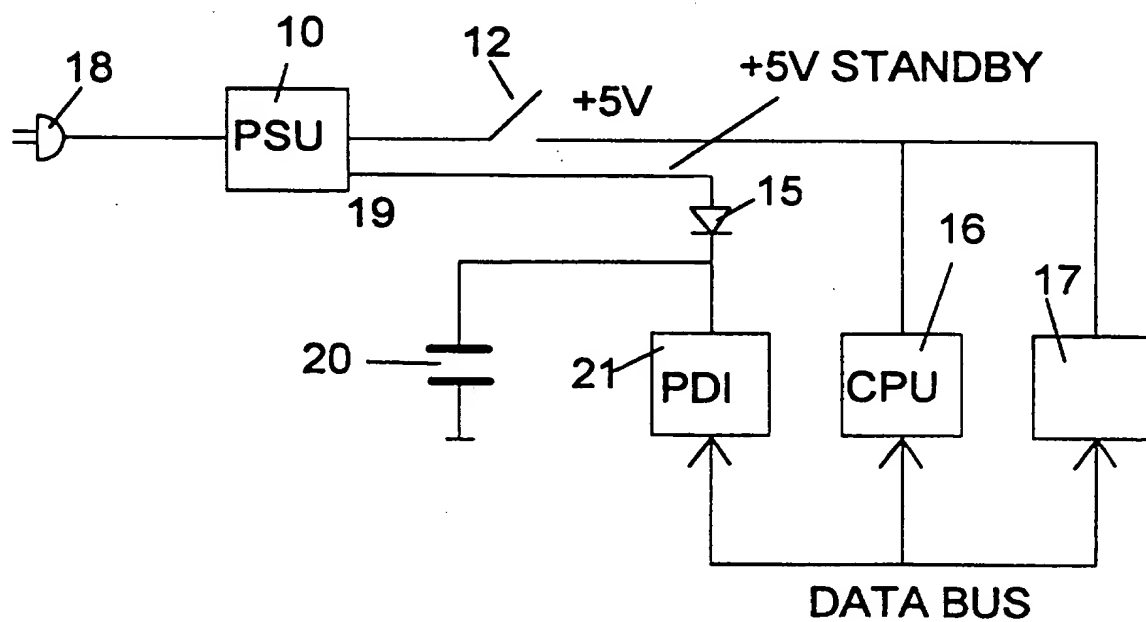 18
10
12
+5V
+5V STANDBY
PSU
19
15
16
17
20
21
PDI
CPU
DATA BUS